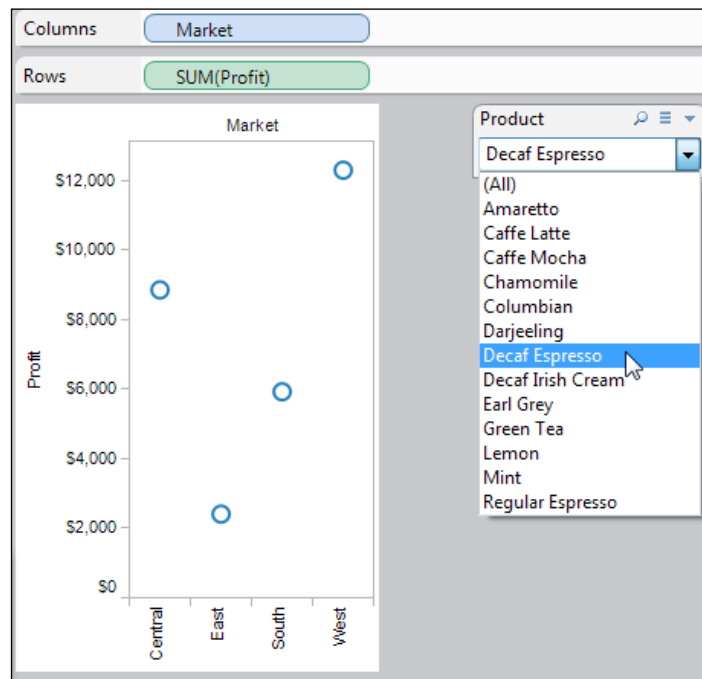 Columns Market
Rows SUM(Profit)
Market
$12,000
$10,000
$8,000
$6,000
$4,000
$2,000
$0
Profit
Central
East
South
West
Product
Decaf Espresso
(All)
Amaretto
Caffe Latte
Caffe Mocha
Chamomile
Columbian
Darjeeling
Decaf Espresso
Decaf Irish Cream
Earl Grey
Green Tea
Lemon
Mint
Regular Espresso